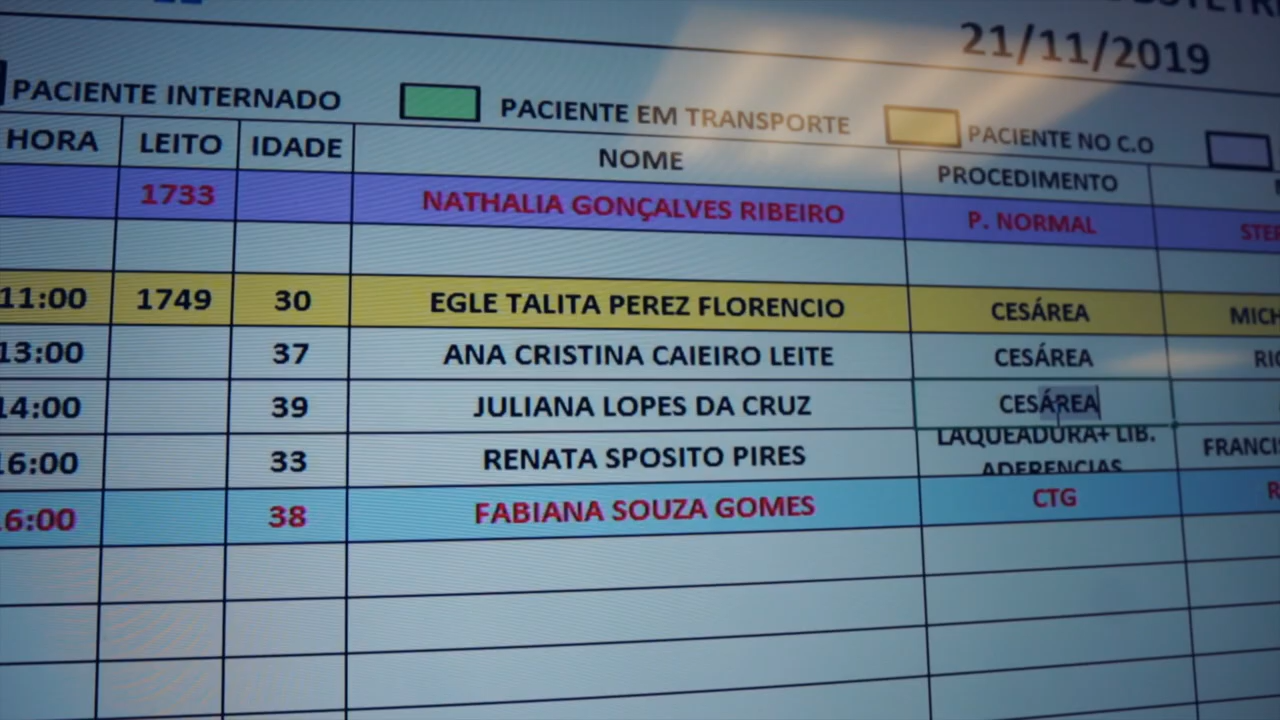 21/11/2019
PACIENTE INTERNADO PACIENTE EM TRANSPORTE PACIENTE NO C.O
HORA LEITO IDADE NOME PROCEDIMENTO
1733 NATHALIA GONÇALVES RIBEIRO P. NORMAL
11:00 1749 30 EGLE TALITA PEREZ FLORENCIO CESÁREA
13:00 37 ANA CRISTINA CAIEIRO LEITE CESÁREA
14:00 39 JULIANA LOPES DA CRUZ CESÁREA
16:00 33 RENATA SPOSITO PIRES LAQUEADURA+ LIB.
ADERENCIAS
16:00 38 FABIANA SOUZA GOMES CTG